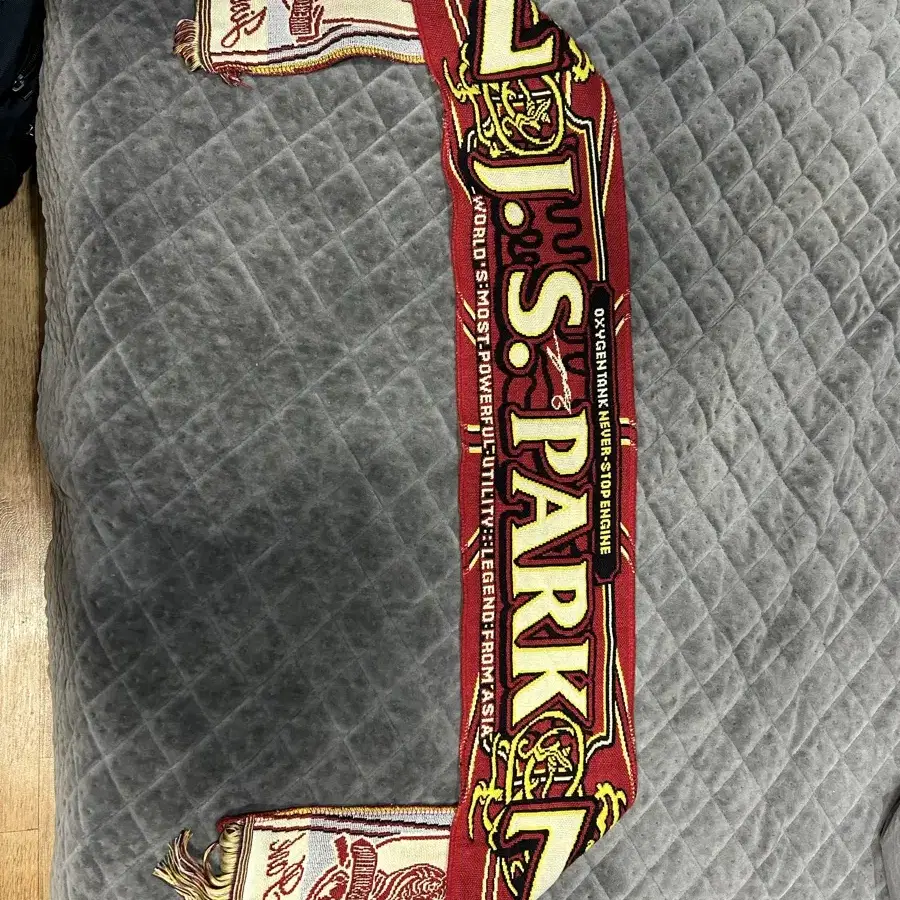 OXYGEN TANK NEVER-STOP ENGINE
J.S. PARK
WORLD'S·MOST·POWERFUL·UTILITY:::LEGEND:FROM·ASIA